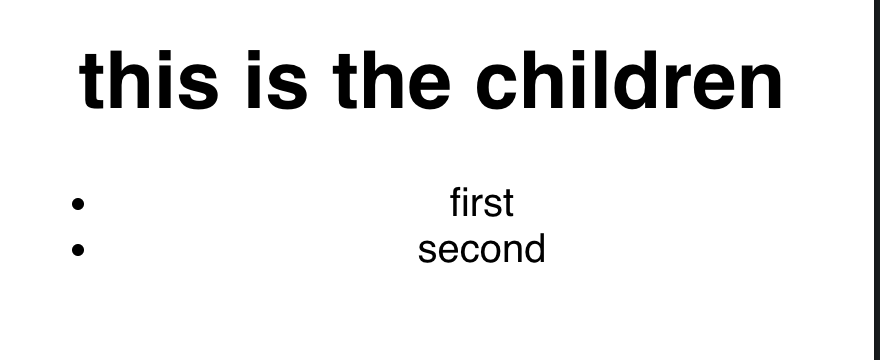 this is the children
• first
• second